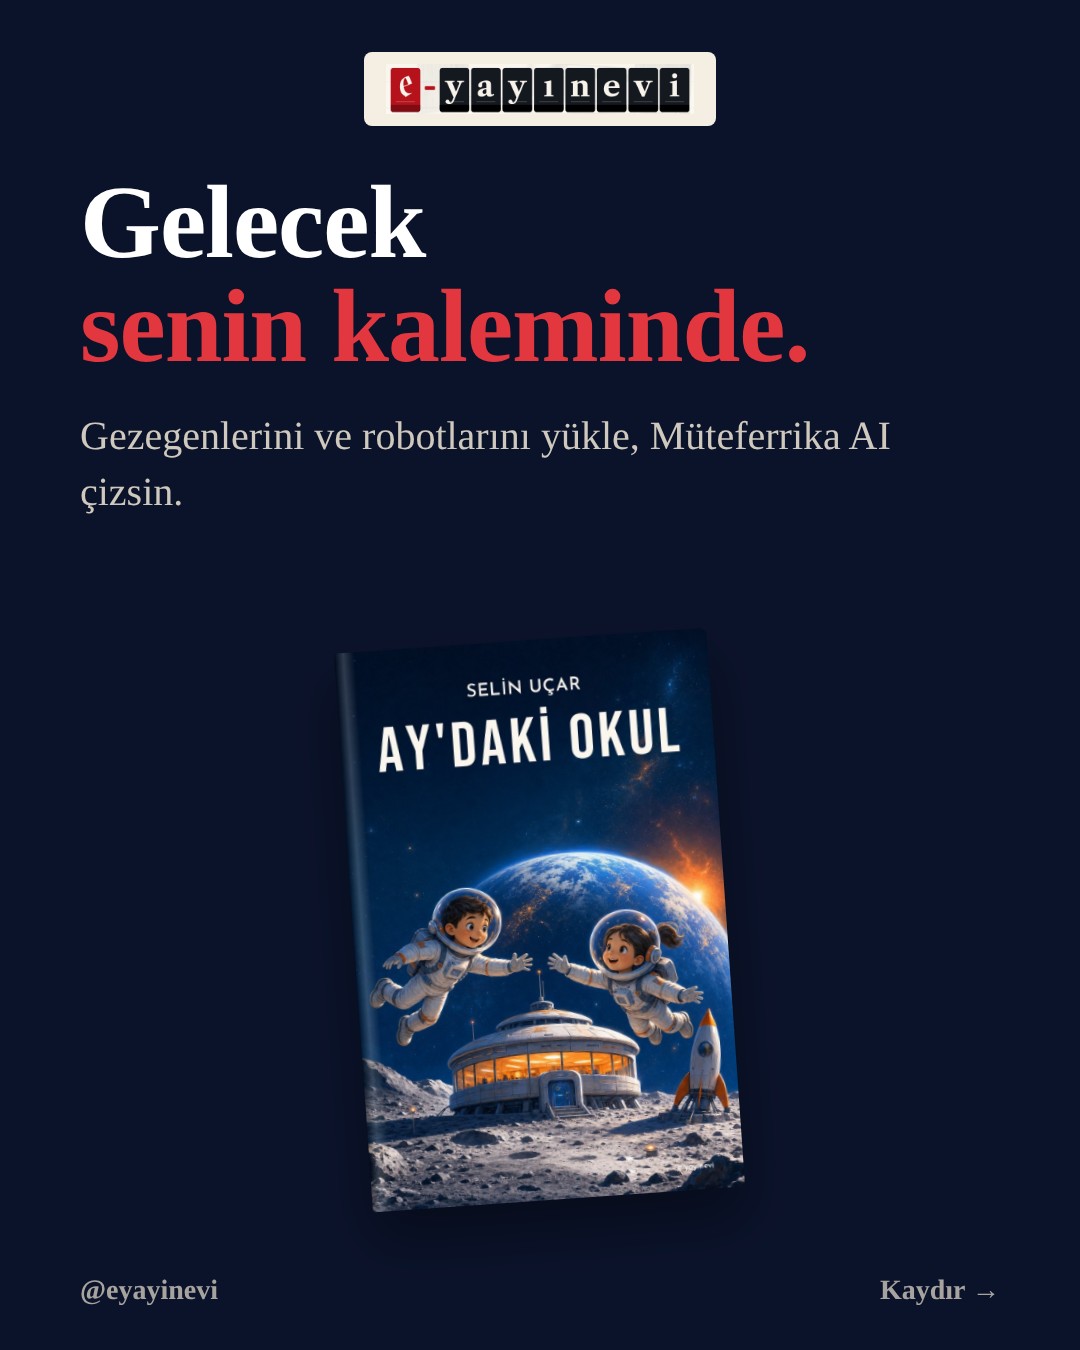 e-yayınevi
Gelecek
senin kaleminde.
Gezegenlerini ve robotlarını yükle, Müteferrika AI
çizsin.
SELİN UÇAR
AY'DAKİ OKUL
@eyayinevi
Kaydır →